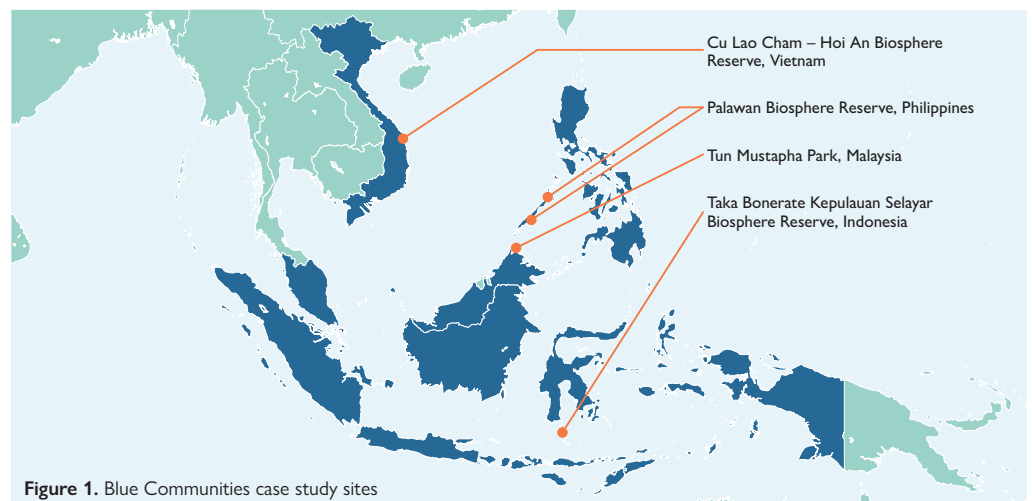 Cu Lao Cham – Hoi An Biosphere
Reserve, Vietnam
Palawan Biosphere Reserve, Philippines
Tun Mustapha Park, Malaysia
Taka Bonerate Kepulauan Selayar
Biosphere Reserve, Indonesia
Figure 1. Blue Communities case study sites